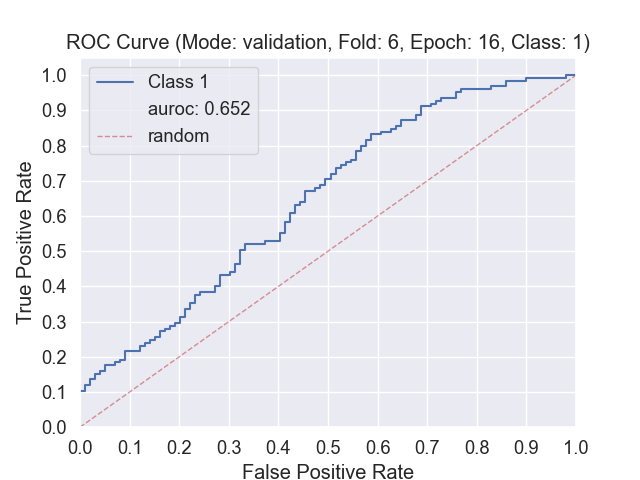 ROC Curve (Mode: validation, Fold: 6, Epoch: 16, Class: 1)
Class 1
auroc: 0.652
random
True Positive Rate
1.0
0.9
0.8
0.7
0.6
0.5
0.4
0.3
0.2
0.1
0.0
0.0 0.1 0.2 0.3 0.4 0.5 0.6 0.7 0.8 0.9 1.0
False Positive Rate